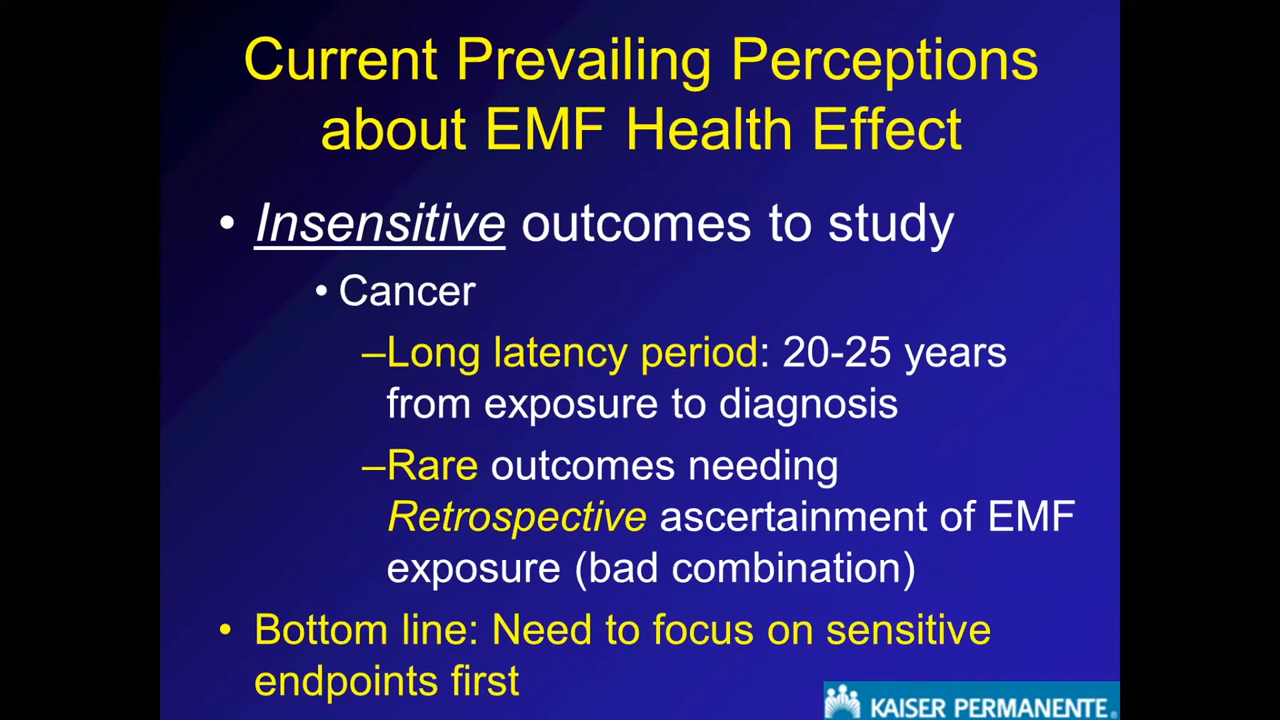 Current Prevailing Perceptions
about EMF Health Effect
• Insensitive outcomes to study
• Cancer
–Long latency period: 20-25 years
from exposure to diagnosis
–Rare outcomes needing
Retrospective ascertainment of EMF
exposure (bad combination)
• Bottom line: Need to focus on sensitive
endpoints first
KAISER PERMANENTE®